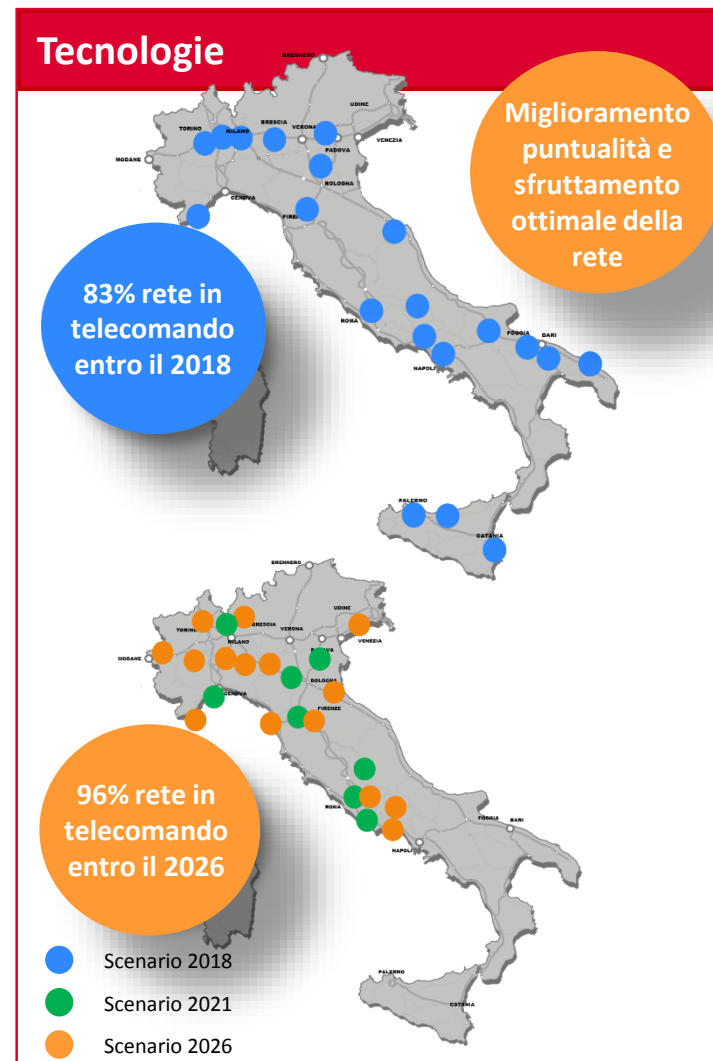 Tecnologie
Miglioramento
puntualità e
sfruttamento
ottimale della
rete
BRENNERO
UDINE
TORINO
MILANO
BRESCIA
VERONA
VENEZIA
PADOVA
MODANE
BOLOGNA
GENOVA
83% rete in
telecomando
entro il 2018
ROMA
FOGGIA
BARI
NAPOLI
PALERMO
CATANIA
BRENNERO
UDINE
TORINO
BRESCIA
VERONA
VENEZIA
MILANO
MODANE
BOLOGNA
GENOVA
FIRENZE
96% rete in
telecomando
entro il 2026
ROMA
FOGGIA
BARI
NAPOLI
PALERMO
CATANIA
Scenario 2018
Scenario 2021
Scenario 2026